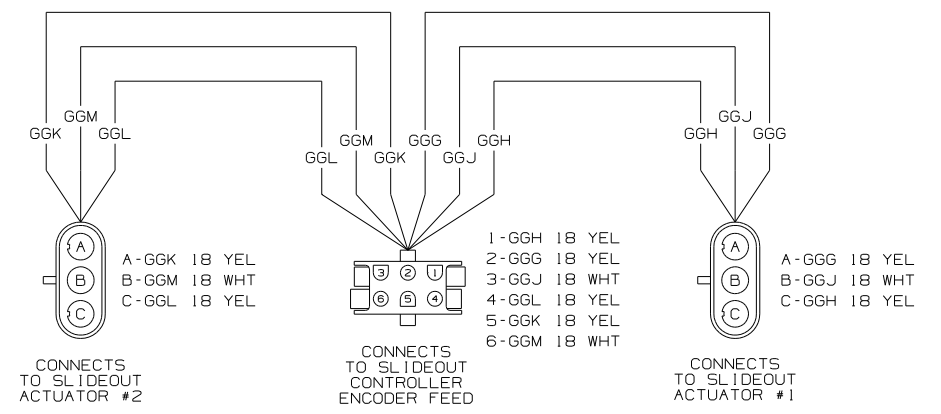 GGM
GGK
GGL
GGL
GGM
GGK
GGG
GGJ
GGH
GGH
GGJ
GGG
A
B
C
A-GGK 18 YEL
B-GGM 18 WHT
C-GGL 18 YEL
CONNECTS
TO SLIDEOUT
ACTUATOR #2
3 2 1
6 5 4
1-GGH 18 YEL
2-GGG 18 YEL
3-GGJ 18 WHT
4-GGL 18 YEL
5-GGK 18 YEL
6-GGM 18 WHT
CONNECTS
TO SLIDEOUT
CONTROLLER
ENCODER FEED
A
B
C
A-GGG 18 YEL
B-GGJ 18 WHT
C-GGH 18 YEL
CONNECTS
TO SLIDEOUT
ACTUATOR #1